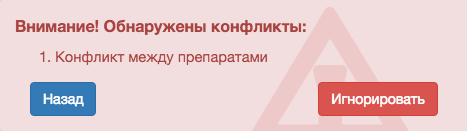 Внимание! Обнаружены конфликты:
1. Конфликт между препаратами
Назад Игнорировать